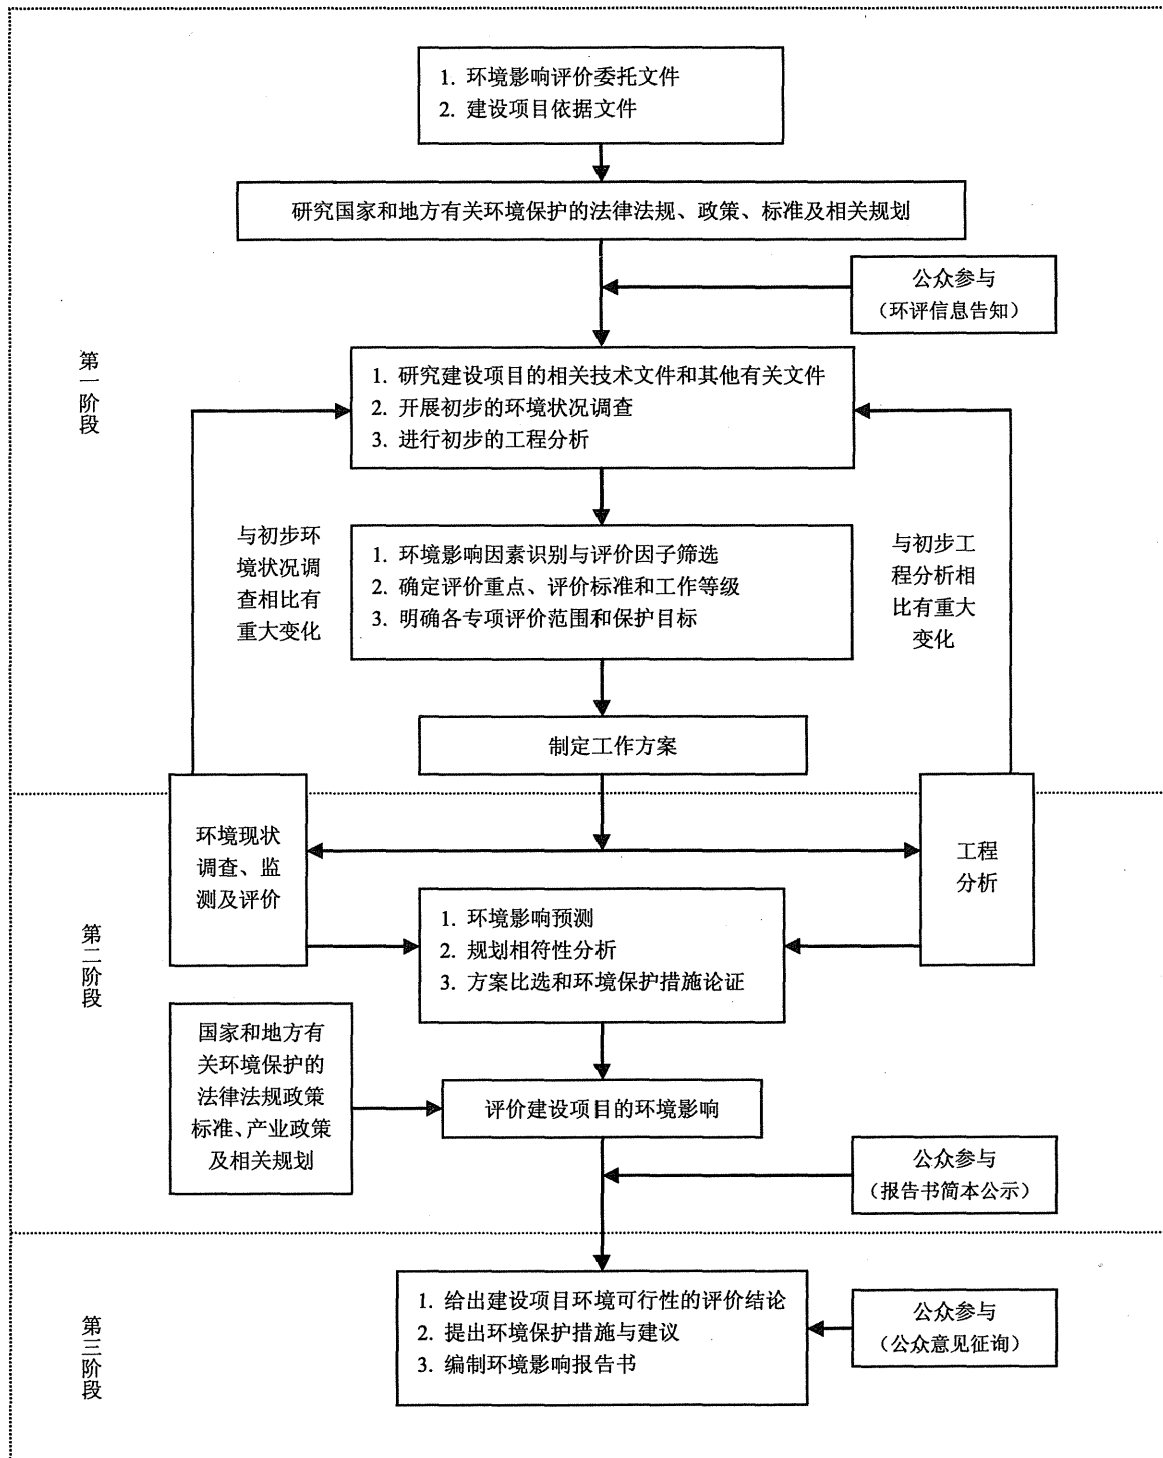 1. 环境影响评价委托文件
2. 建设项目依据文件
研究国家和地方有关环境保护的法律法规、政策、标准及相关规划
公众参与
（环评信息告知）
第一阶段
1. 研究建设项目的相关技术文件和其他有关文件
2. 开展初步的环境状况调查
3. 进行初步的工程分析
与初步环
境状况调
查相比有
重大变化
1. 环境影响因素识别与评价因子筛选
2. 确定评价重点、评价标准和工作等级
3. 明确各专项评价范围和保护目标
与初步工
程分析相
比有重大
变化
制定工作方案
第二阶段
环境现状
调查、监
测及评价
工程
分析
1. 环境影响预测
2. 规划相符性分析
3. 方案比选和环境保护措施论证
国家和地方有
关环境保护的
法律法规政策
标准、产业政策
及相关规划
评价建设项目的环境影响
公众参与
（报告书简本公示）
第三阶段
1. 给出建设项目环境可行性的评价结论
2. 提出环境保护措施与建议
3. 编制环境影响报告书
公众参与
（公众意见征询）